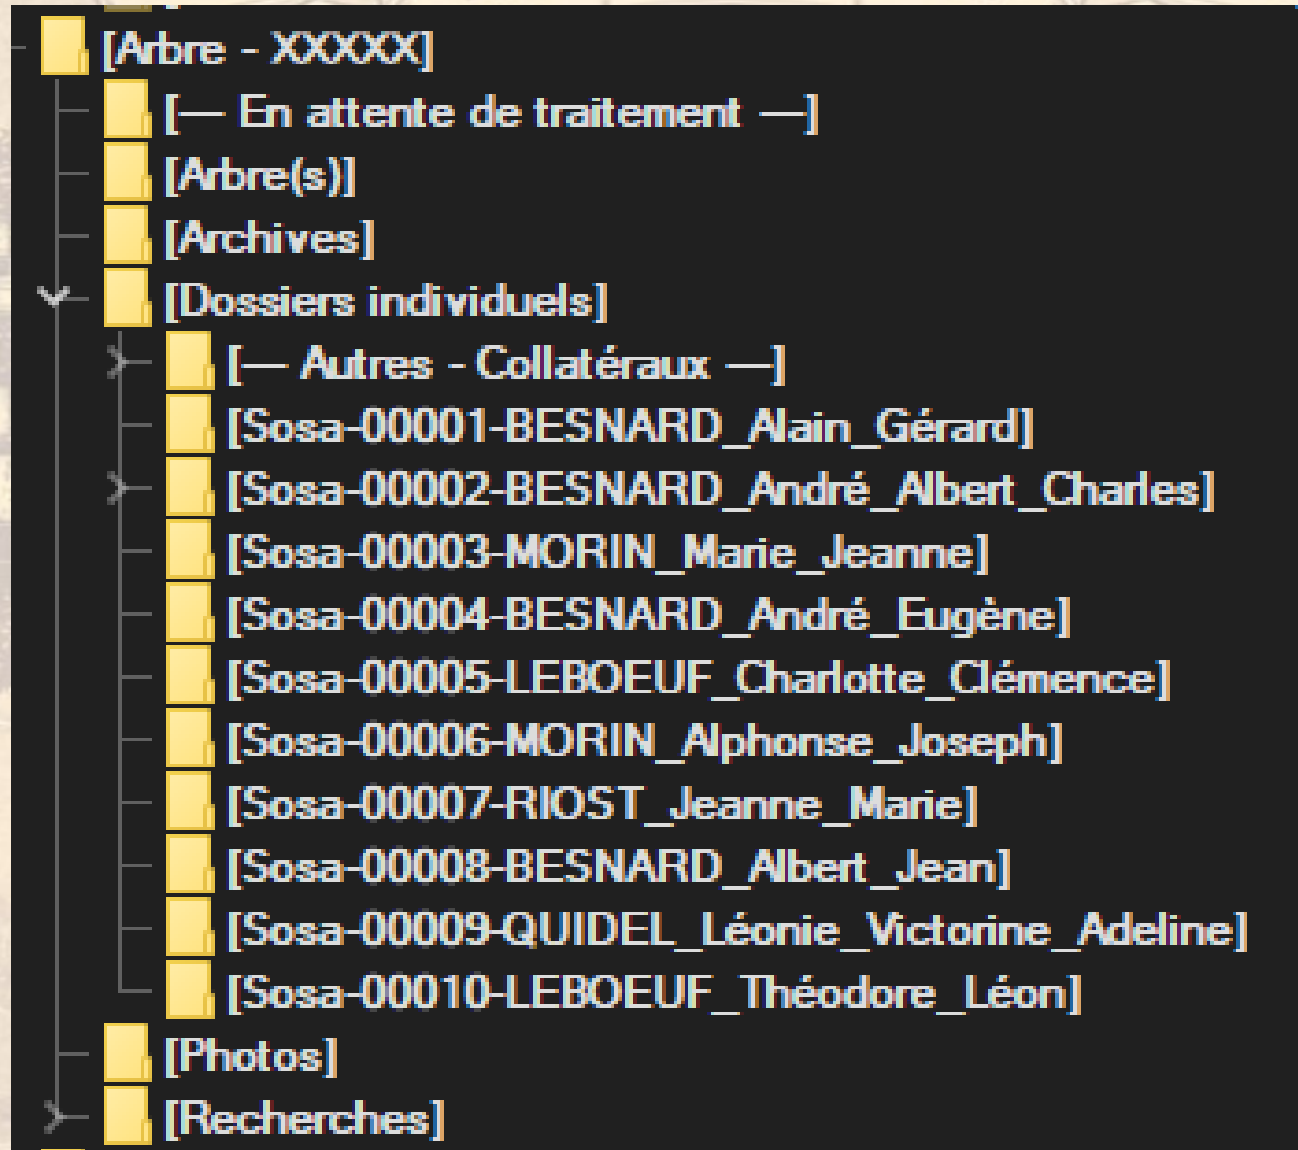 [Arbre - XXXXX]
[— En attente de traitement —]
[Arbre(s)]
[Archives]
[Dossiers individuels]
[— Autres - Collatéraux —]
[Sosa-00001-BESNARD_Alain_Gérard]
[Sosa-00002-BESNARD_André_Albert_Charles]
[Sosa-00003-MORIN_Marie_Jeanne]
[Sosa-00004-BESNARD_André_Eugène]
[Sosa-00005-LEBOEUF_Charlotte_Clémence]
[Sosa-00006-MORIN_Alphonse_Joseph]
[Sosa-00007-RIOST_Jeanne_Marie]
[Sosa-00008-BESNARD_Albert_Jean]
[Sosa-00009-QUIDEL_Léonie_Victorine_Adeline]
[Sosa-00010-LEBOEUF_Théodore_Léon]
[Photos]
[Recherches]